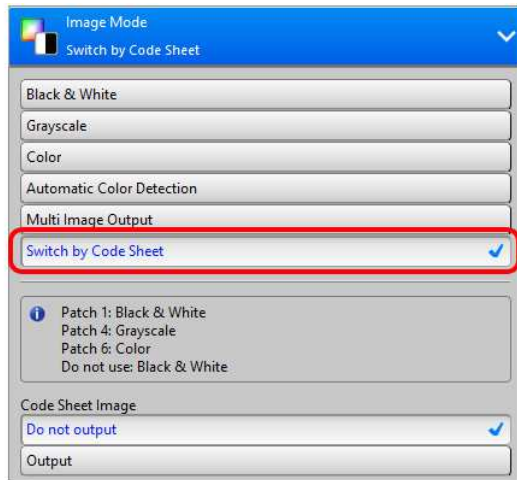 Image Mode
Switch by Code Sheet
Black & White
Grayscale
Color
Automatic Color Detection
Multi Image Output
Switch by Code Sheet
Patch 1: Black & White
Patch 4: Grayscale
Patch 6: Color
Do not use: Black & White
Code Sheet Image
Do not output
Output